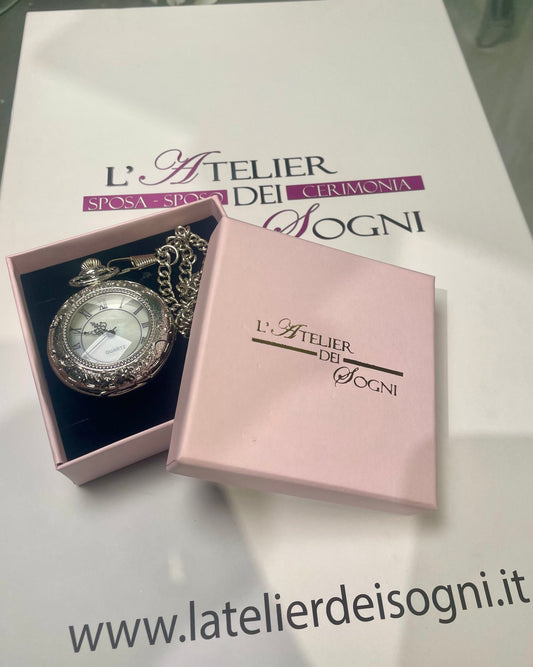 L'ATELIER
SPOSA - SPOSO DEI CERIMONIA
SOGNI
QUARTZ
L'ATELIER
DEI
SOGNI
www.latelierdeisogni.it